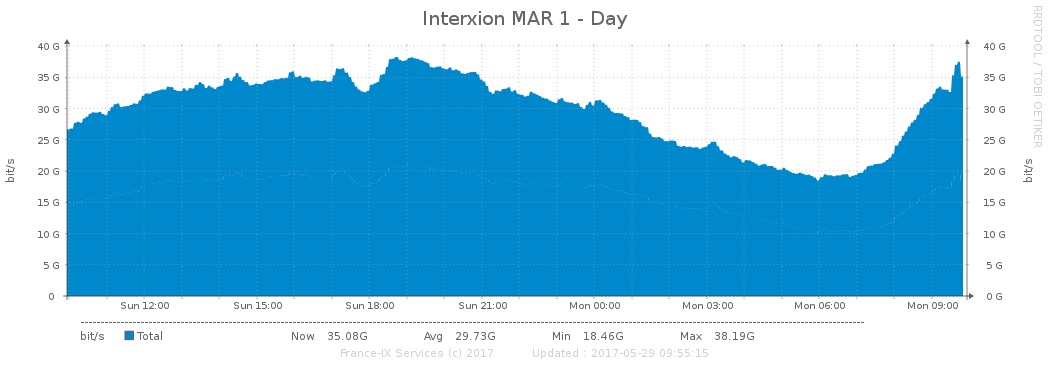 Interxion MAR 1 - Day
RRDTOOL / TOBI OETIKER
bit/s
40 G 40 G
35 G 35 G
30 G 30 G
25 G 25 G
20 G 20 G
15 G 15 G
10 G 10 G
5 G 5 G
0 0 G
bit/s
Sun 12:00 Sun 15:00 Sun 18:00 Sun 21:00 Mon 00:00 Mon 03:00 Mon 06:00 Mon 09:00
bit/s Total Now 35.08G Avg 29.73G Min 18.46G Max 38.19G
France-IX Services (c) 2017 Updated : 2017-05-29 09:55:15